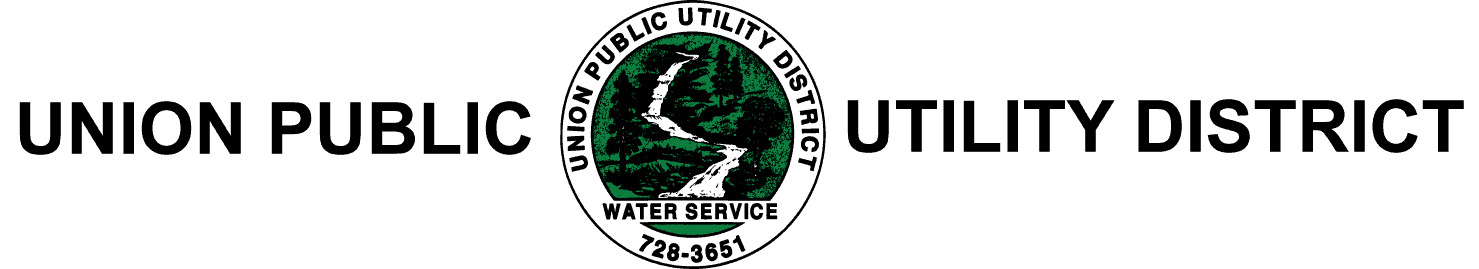 UNION PUBLIC
UNION PUBLIC UTILITY DISTRICT
WATER SERVICE
728-3651
UTILITY DISTRICT